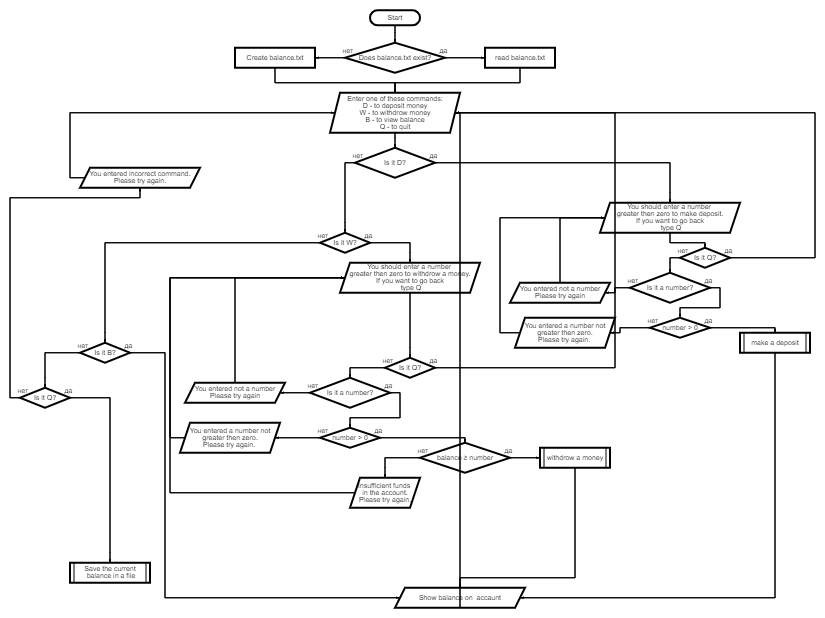 Start
нет
да
Create balance.txt
Does balance.txt exist?
read balance.txt
Enter one of these commands:
D - to deposit money
W - to withdrow money
B - to view balance
Q - to quit
нет
да
Is it D?
You entered incorrect command.
Please try again.
You should enter a number
greater then zero to make deposit.
If you want to go back
type Q
нет
да
Is it W?
нет
да
Is it Q?
You should enter a number
greater then zero to withdraw a money.
If you want to go back
type Q
нет
да
Is it a number?
You entered not a number
Please try again
нет
да
number > 0
You entered a number not
greater then zero.
Please try again.
make a deposit
нет
да
Is it B?
нет
да
Is it Q?
нет
да
Is it Q?
нет
да
Is it a number?
You entered not a number
Please try again
нет
да
number > 0
You entered a number not
greater then zero.
Please try again.
нет
да
balance ≥ number
withdrow a money
Insufficient funds
in the account.
Please try again.
Save the current
balance in a file
Show balance on accaunt